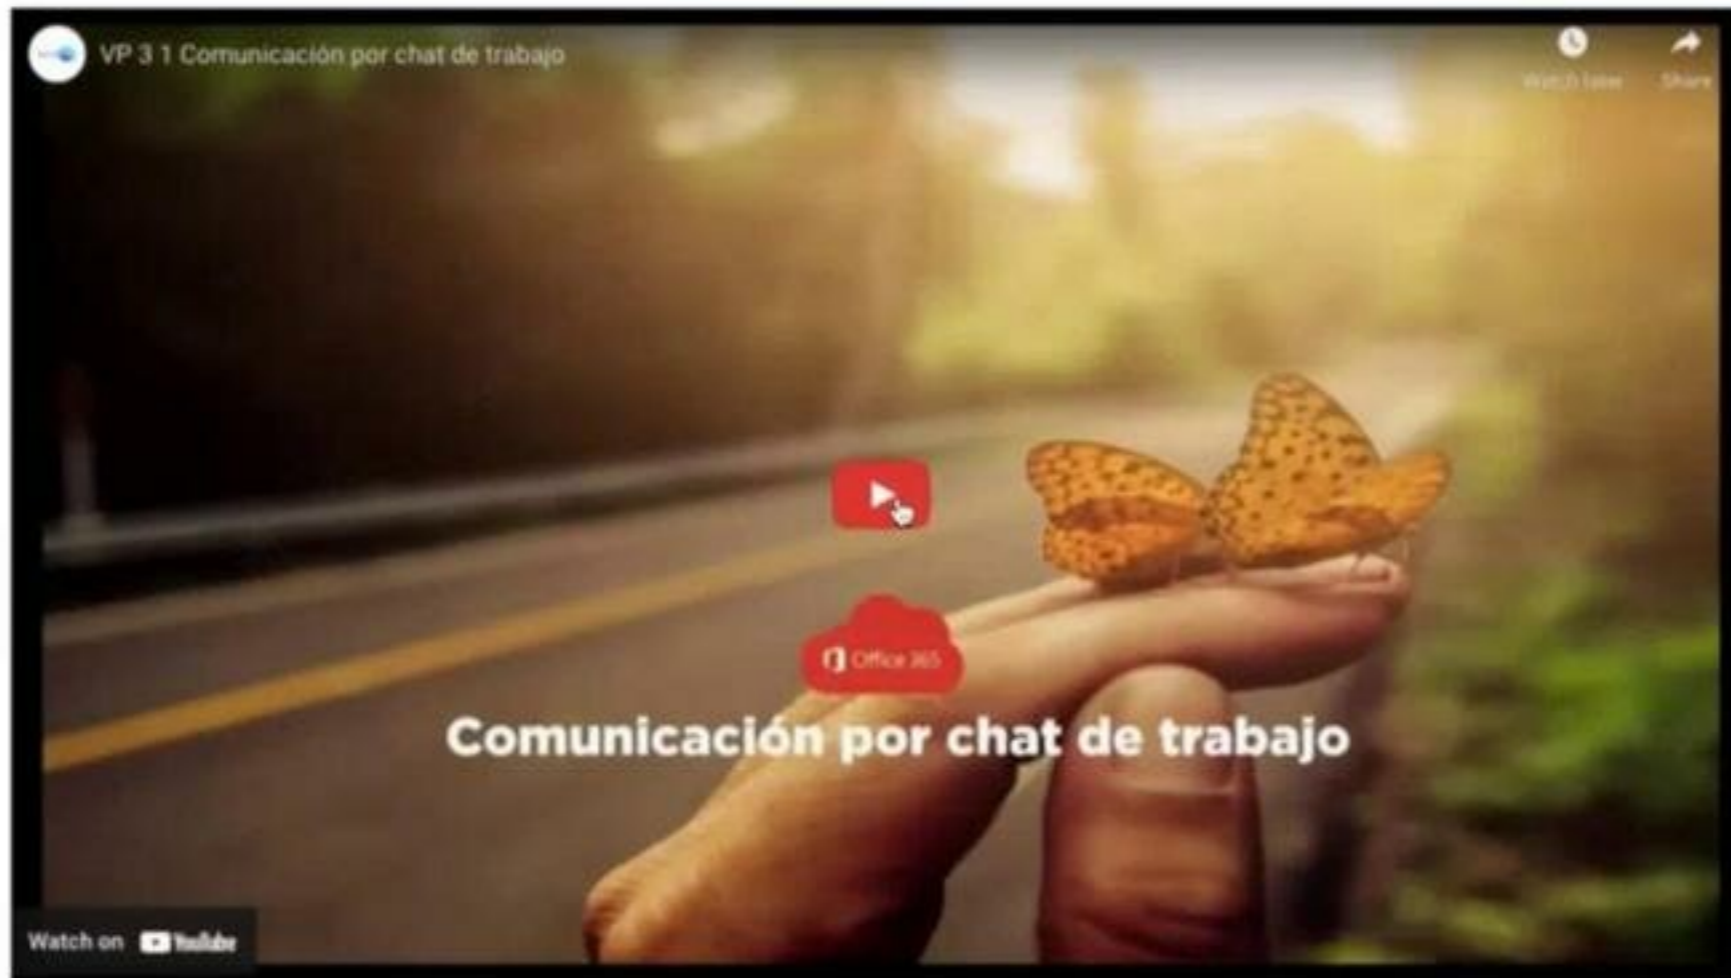 VP 3 1 Comunicación por chat de trabajo
Watch later
Share
Office 365
Comunicación por chat de trabajo
Watch on YouTube